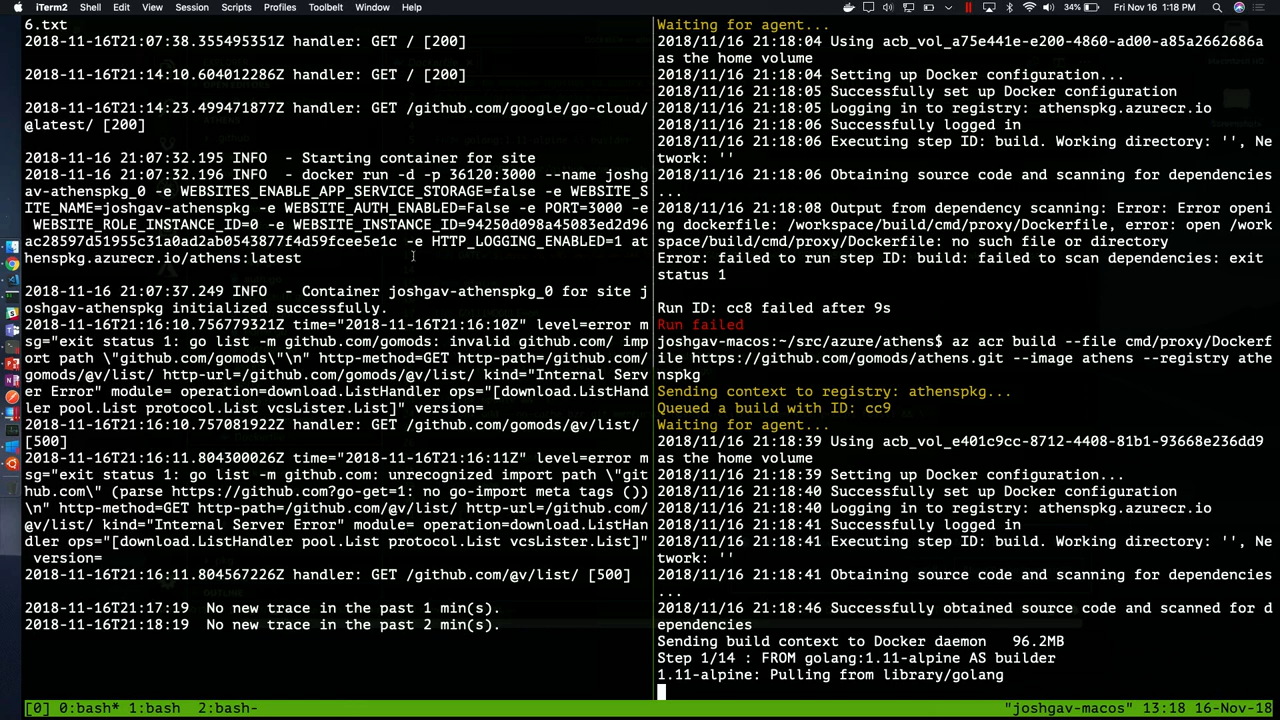 iTerm2 Shell Edit View Session Scripts Profiles Toolbelt Window Help 34% Fri Nov 16 1:18 PM
6.txt
2018-11-16T21:07:38.355495351Z handler: GET / [200]
2018-11-16T21:14:10.604012286Z handler: GET / [200]
2018-11-16T21:14:23.499471877Z handler: GET /github.com/google/go-cloud/
@latest/ [200]
2018-11-16 21:07:32.195 INFO  - Starting container for site
2018-11-16 21:07:32.196 INFO  - docker run -d -p 36120:3000 --name joshg
av-athenspkg_0 -e WEBSITES_ENABLE_APP_SERVICE_STORAGE=false -e WEBSITE_S
ITE_NAME=joshgav-athenspkg -e WEBSITE_AUTH_ENABLED=False -e PORT=3000 -e
 WEBSITE_ROLE_INSTANCE_ID=0 -e WEBSITE_INSTANCE_ID=94250d098a45083ed2d96
ac28597d51955c31a0ad2ab0543877f4d59fcee5e1c -e HTTP_LOGGING_ENABLED=1 at
henspkg.azurecr.io/athens:latest
2018-11-16 21:07:37.249 INFO  - Container joshgav-athenspkg_0 for site j
oshgav-athenspkg initialized successfully.
2018-11-16T21:16:10.756779321Z time="2018-11-16T21:16:10Z" level=error m
sg="exit status 1: go list -m github.com/gomods: invalid github.com/ imp
ort path \"github.com/gomods\"\n" http-method=GET http-path=/github.com/
gomods/@v/list/ http-url=/github.com/gomods/@v/list/ kind="Internal Serv
er Error" module= operation=download.ListHandler ops="[download.ListHand
ler pool.List protocol.List vcsLister.List]" version=
2018-11-16T21:16:10.757081922Z handler: GET /github.com/gomods/@v/list/
[500]
2018-11-16T21:16:11.804300026Z time="2018-11-16T21:16:11Z" level=error m
sg="exit status 1: go list -m github.com: unrecognized import path \"git
hub.com\" (parse https://github.com?go-get=1: no go-import meta tags ())
\n" http-method=GET http-path=/github.com/@v/list/ http-url=/github.com/
@v/list/ kind="Internal Server Error" module= operation=download.ListHan
dler ops="[download.ListHandler pool.List protocol.List vcsLister.List]"
 version=
2018-11-16T21:16:11.804567226Z handler: GET /github.com/@v/list/ [500]
2018-11-16T21:17:19  No new trace in the past 1 min(s).
2018-11-16T21:18:19  No new trace in the past 2 min(s).
Waiting for agent...
2018/11/16 21:18:04 Using acb_vol_a75e441e-e200-4860-ad00-a85a2662686a
as the home volume
2018/11/16 21:18:04 Setting up Docker configuration...
2018/11/16 21:18:05 Successfully set up Docker configuration
2018/11/16 21:18:05 Logging in to registry: athenspkg.azurecr.io
2018/11/16 21:18:06 Successfully logged in
2018/11/16 21:18:06 Executing step ID: build. Working directory: '', Ne
twork: ''
2018/11/16 21:18:06 Obtaining source code and scanning for dependencies
...
2018/11/16 21:18:08 Output from dependency scanning: Error: Error openi
ng dockerfile: /workspace/build/cmd/proxy/Dockerfile, error: open /work
space/build/cmd/proxy/Dockerfile: no such file or directory
Error: failed to run step ID: build: failed to scan dependencies: exit
status 1
Run ID: cc8 failed after 9s
Run failed
joshgav-macos:~/src/azure/athens$ az acr build --file cmd/proxy/Dockerf
ile https://github.com/gomods/athens.git --image athens --registry athe
nspkg
Sending context to registry: athenspkg...
Queued a build with ID: cc9
Waiting for agent...
2018/11/16 21:18:39 Using acb_vol_e401c9cc-8712-4408-81b1-93668e236dd9
as the home volume
2018/11/16 21:18:39 Setting up Docker configuration...
2018/11/16 21:18:40 Successfully set up Docker configuration
2018/11/16 21:18:40 Logging in to registry: athenspkg.azurecr.io
2018/11/16 21:18:41 Successfully logged in
2018/11/16 21:18:41 Executing step ID: build. Working directory: '', Ne
twork: ''
2018/11/16 21:18:41 Obtaining source code and scanning for dependencies
...
2018/11/16 21:18:46 Successfully obtained source code and scanned for d
ependencies
Sending build context to Docker daemon   96.2MB
Step 1/14 : FROM golang:1.11-alpine AS builder
1.11-alpine: Pulling from library/golang
[0] 0:bash* 1:bash  2:bash-  "joshgav-macos" 13:18 16-Nov-18